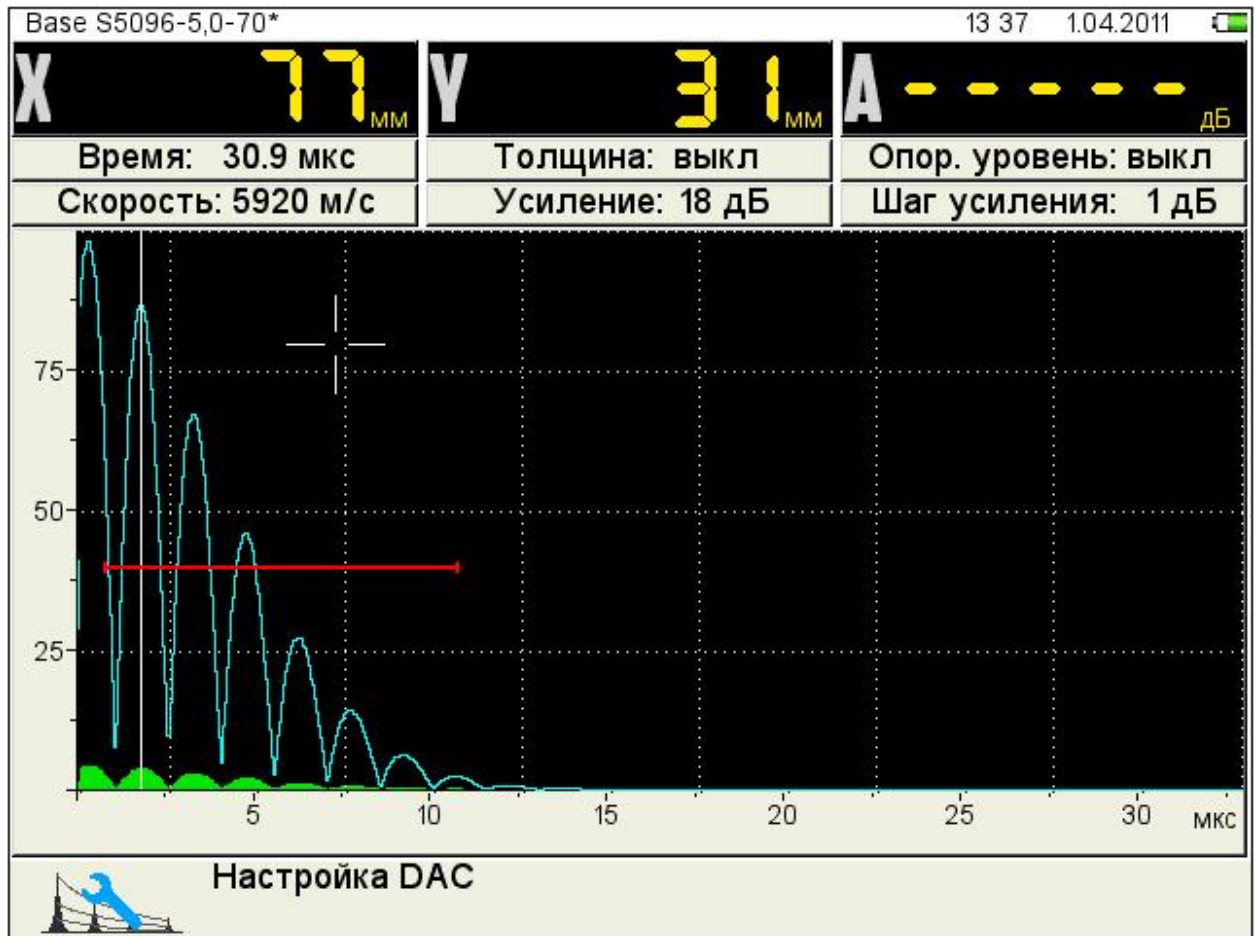 Base S5096-5,0-70*
13 37 1.04.2011
X 77 мм
Y 31 мм
A - - - - - дБ
Время: 30.9 мкс
Толщина: выкл
Опор. уровень: выкл
Скорость: 5920 м/с
Усиление: 18 дБ
Шаг усиления: 1 дБ
75
50
25
5 10 15 20 25 30 мкс
Настройка DAC